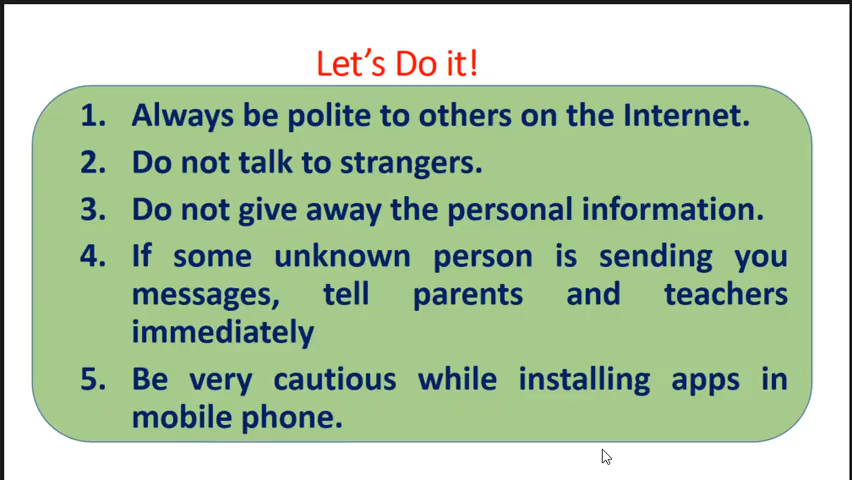 Let's Do it!
1. Always be polite to others on the Internet.
2. Do not talk to strangers.
3. Do not give away the personal information.
4. If some unknown person is sending you
messages, tell parents and teachers
immediately
5. Be very cautious while installing apps in
mobile phone.